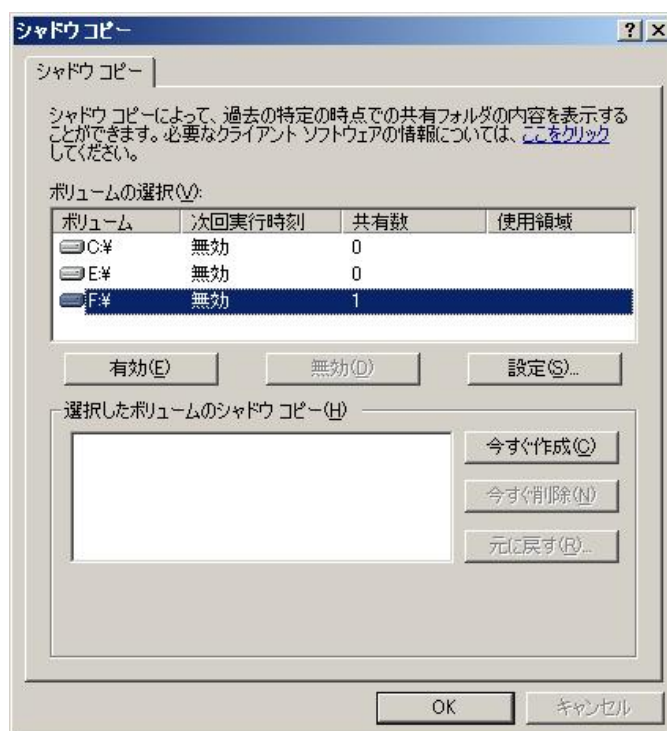 シャドウ コピー
シャドウ コピー
シャドウ コピーによって、過去の特定の時点での共有フォルダの内容を表示する
ことができます。必要なクライアント ソフトウェアの情報については、ここをクリック
してください。
ボリュームの選択(V):
ボリューム 次回実行時刻 共有数 使用領域
C:¥ 無効 0
E:¥ 無効 0
F:¥ 無効 1
有効(E) 無効(D) 設定(S)...
選択したボリュームのシャドウ コピー(H)
今すぐ作成(C)
今すぐ削除(N)
元に戻す(R)...
OK キャンセル